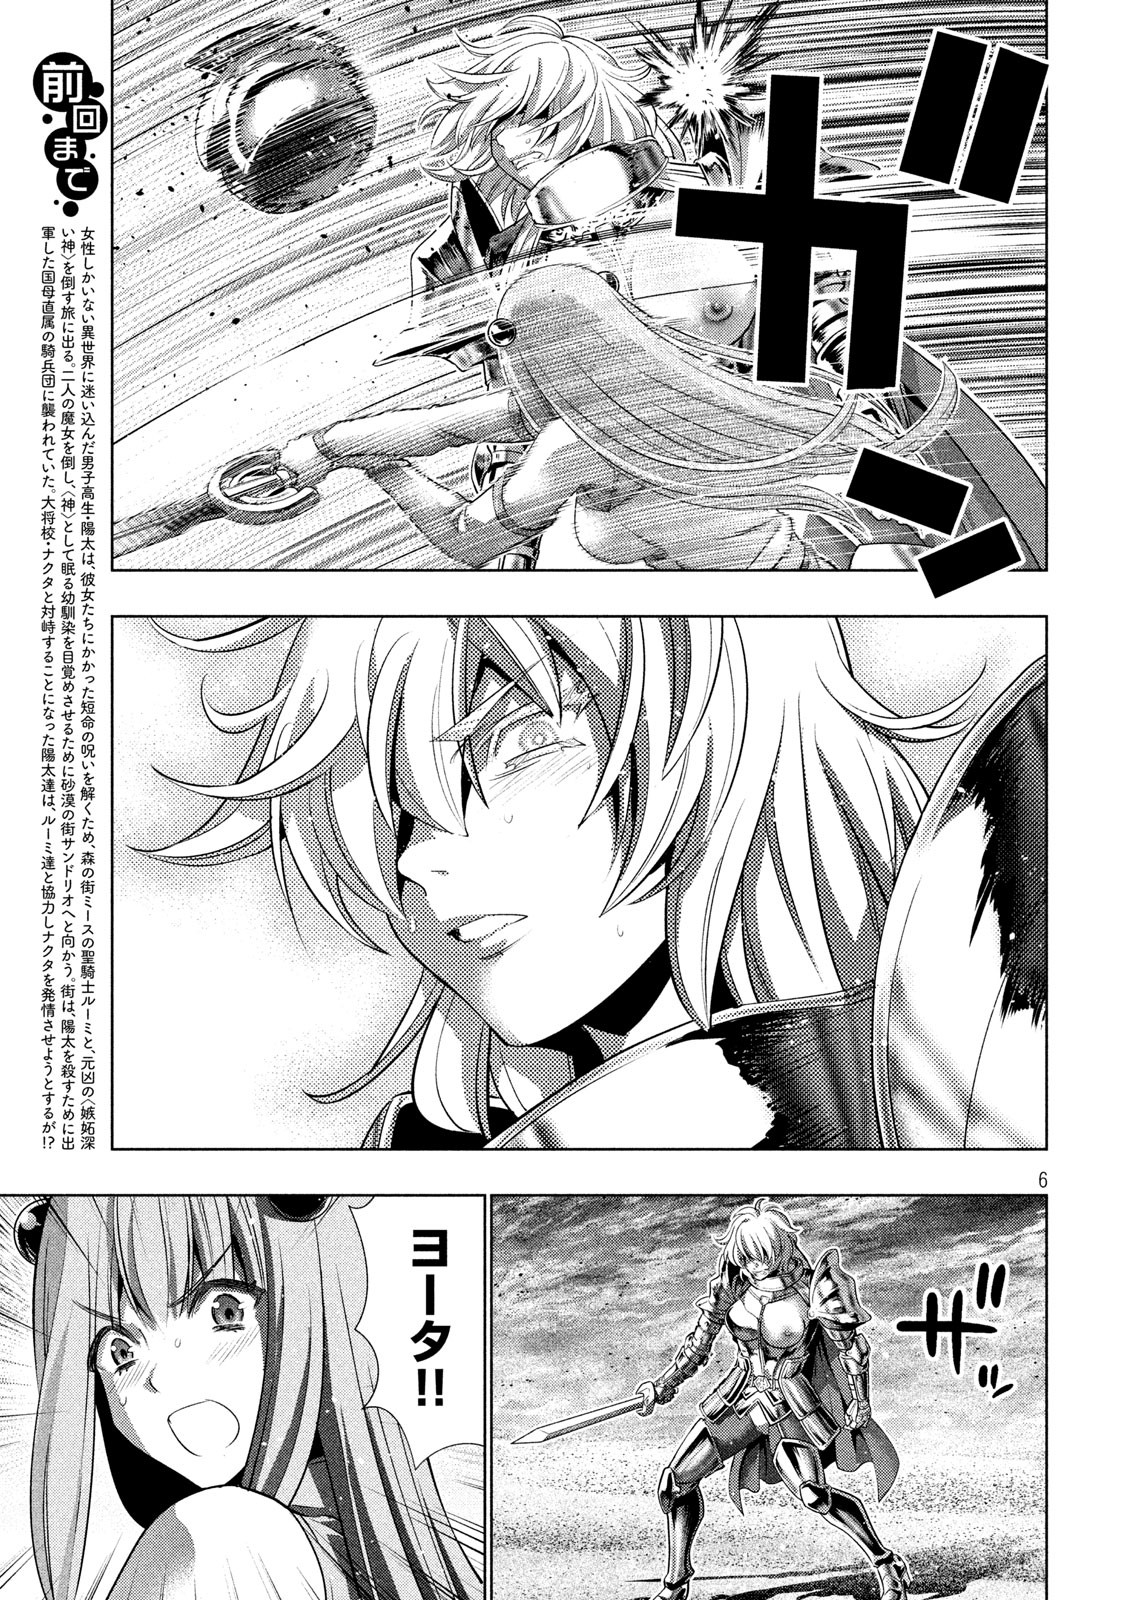 ガカーン
6
ザッ
ヨータ!!
前回まで
女性しかいない異世界に迷い込んだ男子高生・陽太は、彼女たちにかかった短命の呪いを解くため、森の街ミースの聖騎士ルーミと、元凶の〈嫉妬深
い神〉を倒す旅に出る。二人の魔女を倒し、〈神〉として眠る幼馴染を目覚めさせるために砂漠の街サンドリオへと向かう。街は、陽太を殺すために出
軍した国母直属の騎兵団に襲われていた。大将校・ナクタと対峙することになった陽太達は、ルーミ達と協力しナクタを発情させようとするが!?